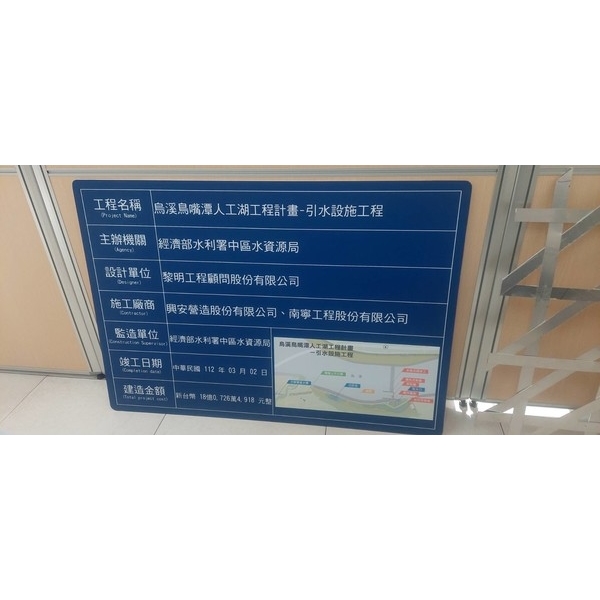 工程名稱 烏溪鳥嘴潭人工湖工程計畫-引水設施工程
(Project Name)
主辦機關 經濟部水利署中區水資源局
(Agency)
設計單位 黎明工程顧問股份有限公司
(Designer)
施工廠商 興安營造股份有限公司、南寧工程股份有限公司
(Contractor)
監造單位 經濟部水利署中區水資源局
(Construction Supervisor)
竣工日期 中華民國 112 年 03 月 02 日
(Completion date)
建造金額 新台幣 18億0,726萬4,918 元整
(Total project cost)
烏溪鳥嘴潭人工湖工程計畫
一引水設施工程